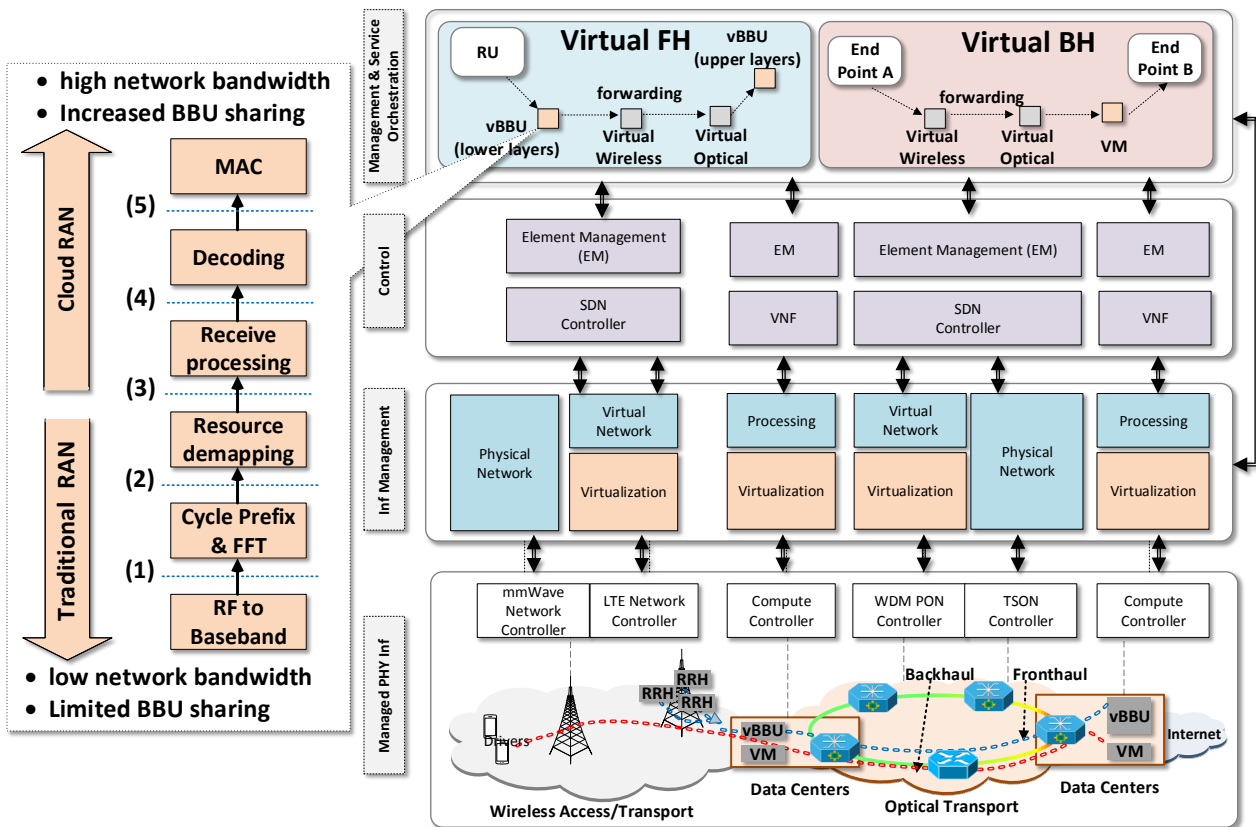 • high network bandwidth
• Increased BBU sharing
Cloud RAN
Traditional RAN
MAC
(5)
Decoding
(4)
Receive
processing
(3)
Resource
demapping
(2)
Cycle Prefix
& FFT
(1)
RF to
Baseband
• low network bandwidth
• Limited BBU sharing
Management & Service
Orchestration
Virtual FH
RU
vBBU
(upper layers)
forwarding
vBBU
(lower layers)
Virtual
Wireless
Virtual
Optical
Virtual BH
End
Point A
End
Point B
forwarding
Virtual
Wireless
Virtual
Optical
VM
Control
Element Management
(EM)
EM
Element Management (EM)
EM
SDN
Controller
VNF
SDN
Controller
VNF
Inf Management
Physical
Network
Virtual
Network
Virtualization
Processing
Virtualization
Virtual
Network
Virtualization
Physical
Network
Processing
Virtualization
Managed PHY Inf
mmWave
Network
Controller
LTE Network
Controller
Compute
Controller
WDM PON
Controller
TSON
Controller
Compute
Controller
Backhaul
Fronthaul
RRH
RRH
RRH
Drivers
vBBU
VM
vBBU
VM
Internet
Wireless Access/Transport
Data Centers
Optical Transport
Data Centers